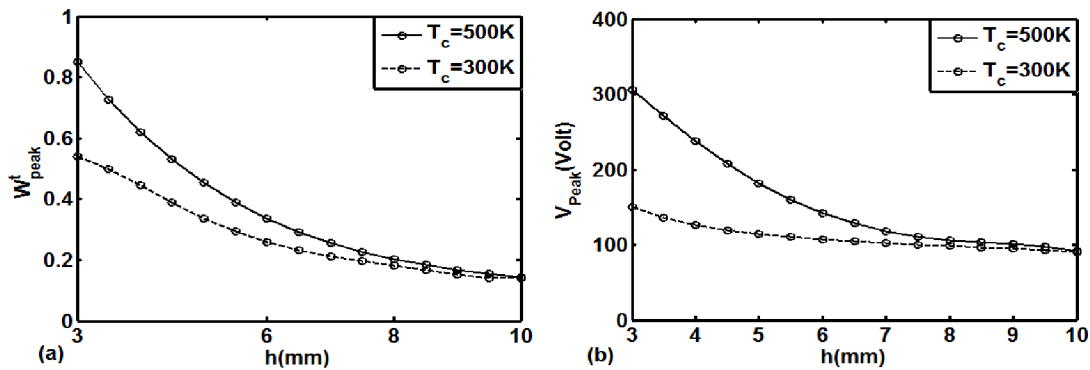 1
0.8
0.6
0.4
0.2
0
W^t_peak
T_c=500K
T_c=300K
3
6
8
10
h(mm)
(a)
400
300
200
100
0
V_Peak(Volt)
T_c=500K
T_c=300K
3 4 5 6 7 8 9 10
h(mm)
(b)